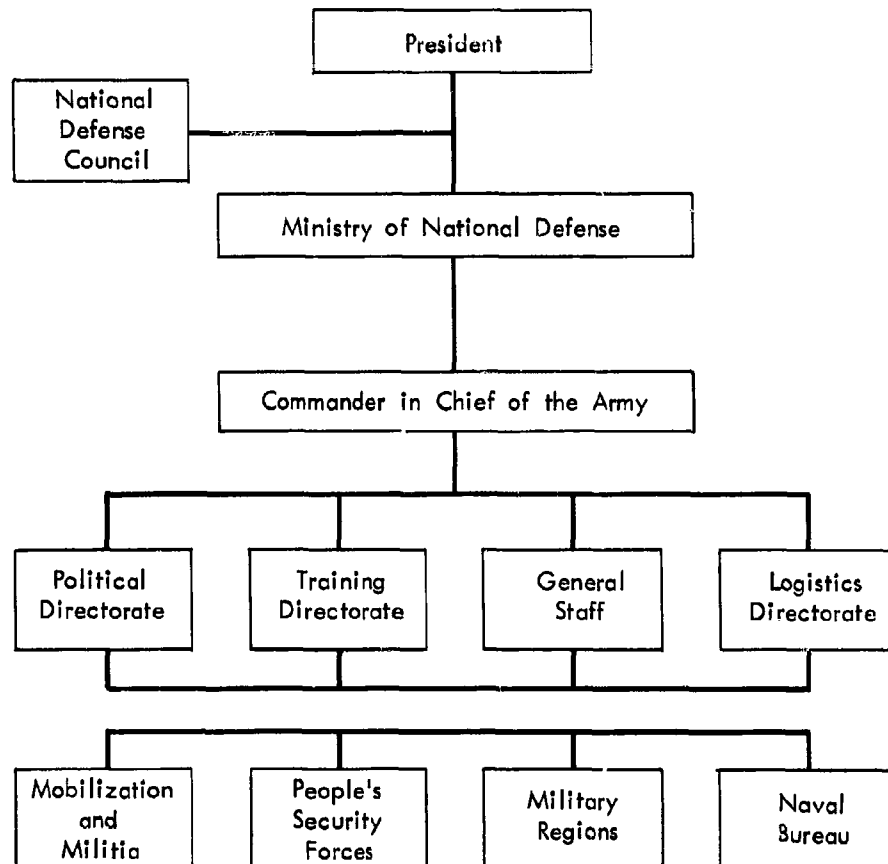 President
National
Defense
Council
Ministry of National Defense
Commander in Chief of the Army
Political
Directorate
Training
Directorate
General
Staff
Logistics
Directorate
Mobilization
and
Militia
People's
Security
Forces
Military
Regions
Naval
Bureau